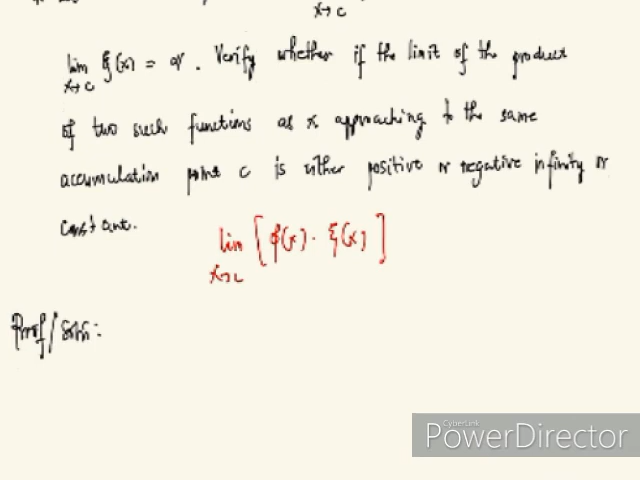 x→c
lim ξ(x) = α. Verify whether if the limit of the product
x→c
of two such functions as x approaching to the same
accumulation point c is either positive or negative infinity or
constant.
lim [ϕ(x) · ξ(x)]
x→c
Proof/Soln:
CyberLink
PowerDirector